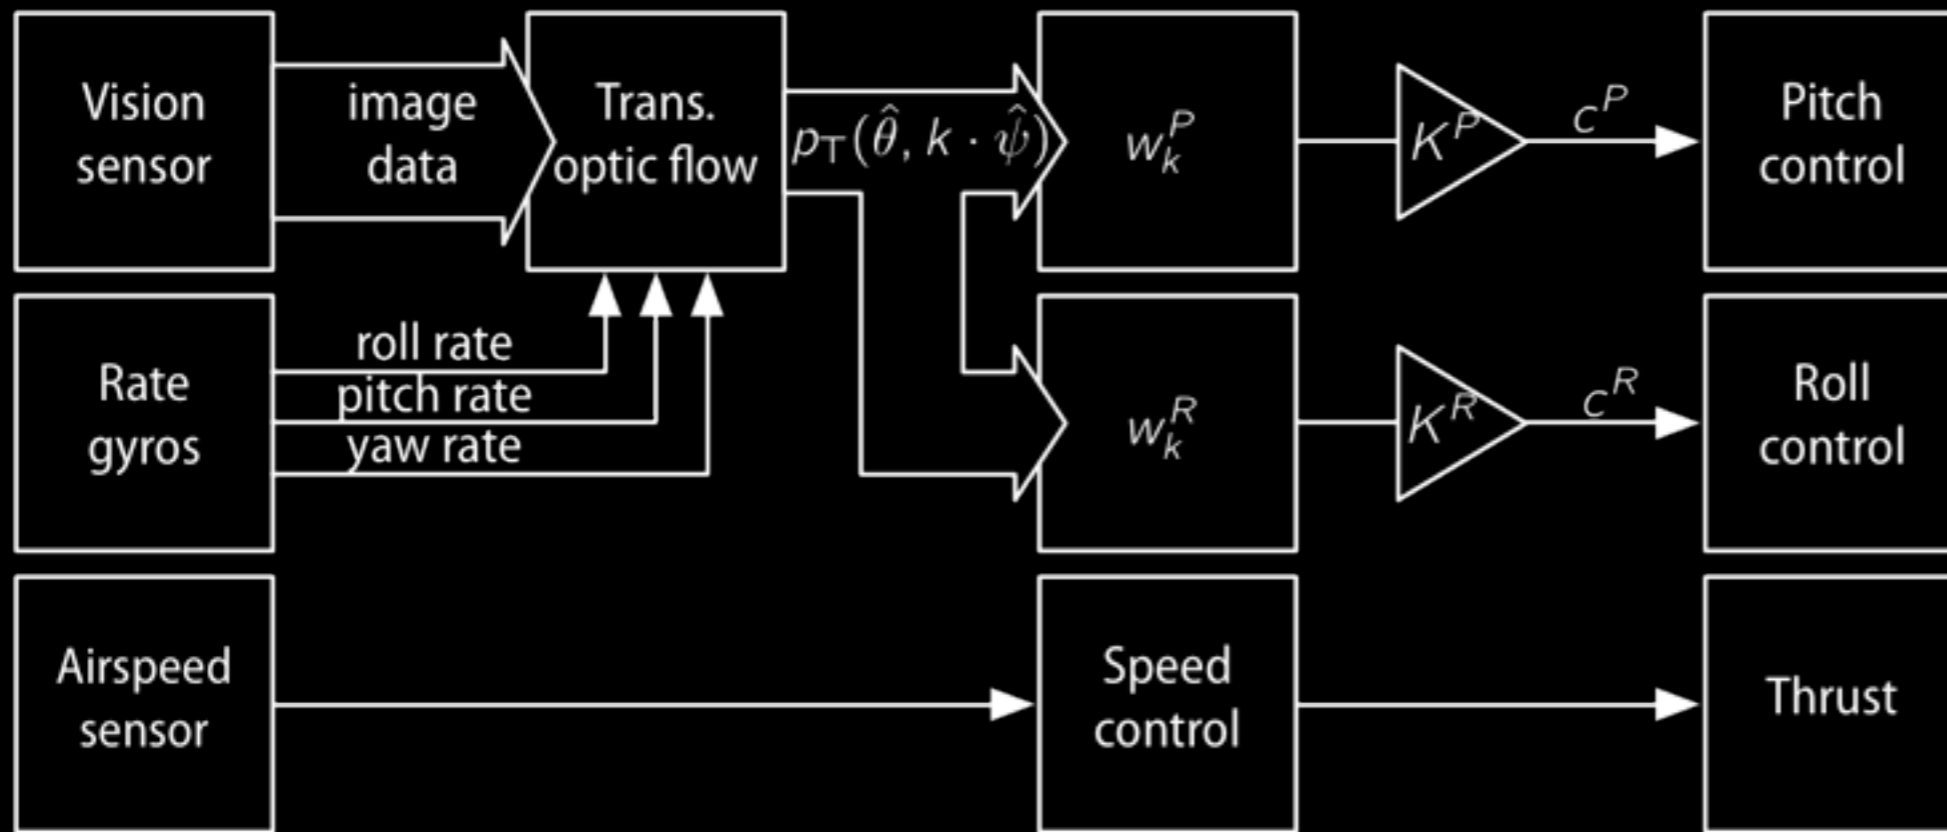 Vision
sensor
image
data
Trans.
optic flow
p_T(θ̂, k · ψ̂)
w_k^P
K^P
c^P
Pitch
control
Rate
gyros
roll rate
pitch rate
yaw rate
w_k^R
K^R
c^R
Roll
control
Airspeed
sensor
Speed
control
Thrust